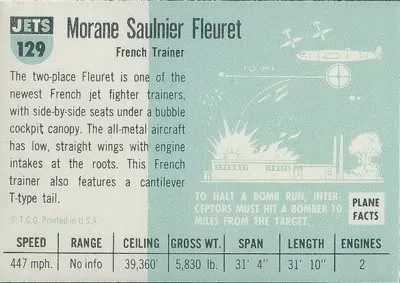 JETS
129
Morane Saulnier Fleuret
French Trainer
The two-place Fleuret is one of the
newest French jet fighter trainers,
with side-by-seats under a bubble
cockpit canopy. The all-metal aircraft
has low, straight wings with engine
intakes at the roots. This French
trainer also features a cantilever
T-type tail.
© T.C.G. Printed in U.S.A.
10 MI.
TO HALT A BOMB RUN, INTER-
CEPTORS MUST HIT A BOMBER 10
MILES FROM THE TARGET.
PLANE
FACTS
SPEED RANGE CEILING GROSS WT. SPAN LENGTH ENGINES
447 mph. No info 39,360' 5,830 lb. 31' 4" 31' 10" 2